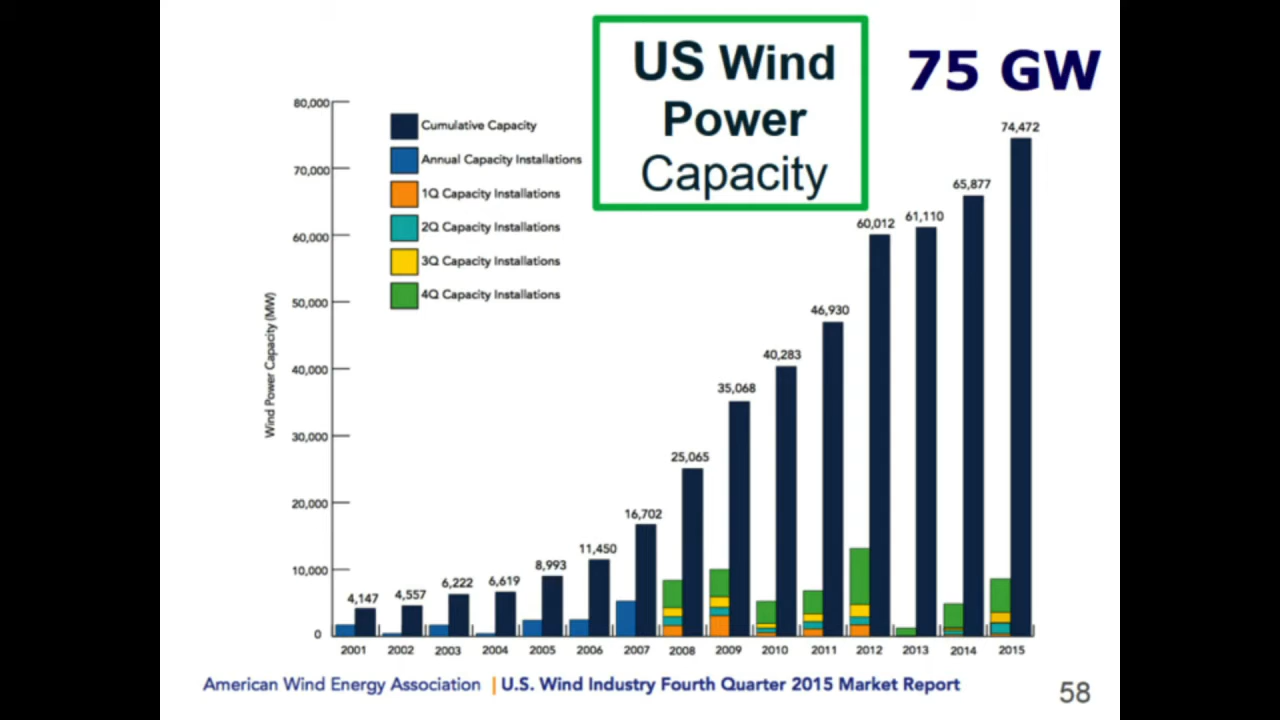 US Wind
Power
Capacity
75 GW
80,000
70,000
60,000
50,000
40,000
30,000
20,000
10,000
0
Wind Power Capacity (MW)
Cumulative Capacity
Annual Capacity Installations
1Q Capacity Installations
2Q Capacity Installations
3Q Capacity Installations
4Q Capacity Installations
4,147
4,557
6,222
6,619
8,993
11,450
16,702
25,065
35,068
40,283
46,930
60,012
61,110
65,877
74,472
2001 2002 2003 2004 2005 2006 2007 2008 2009 2010 2011 2012 2013 2014 2015
American Wind Energy Association | U.S. Wind Industry Fourth Quarter 2015 Market Report
58